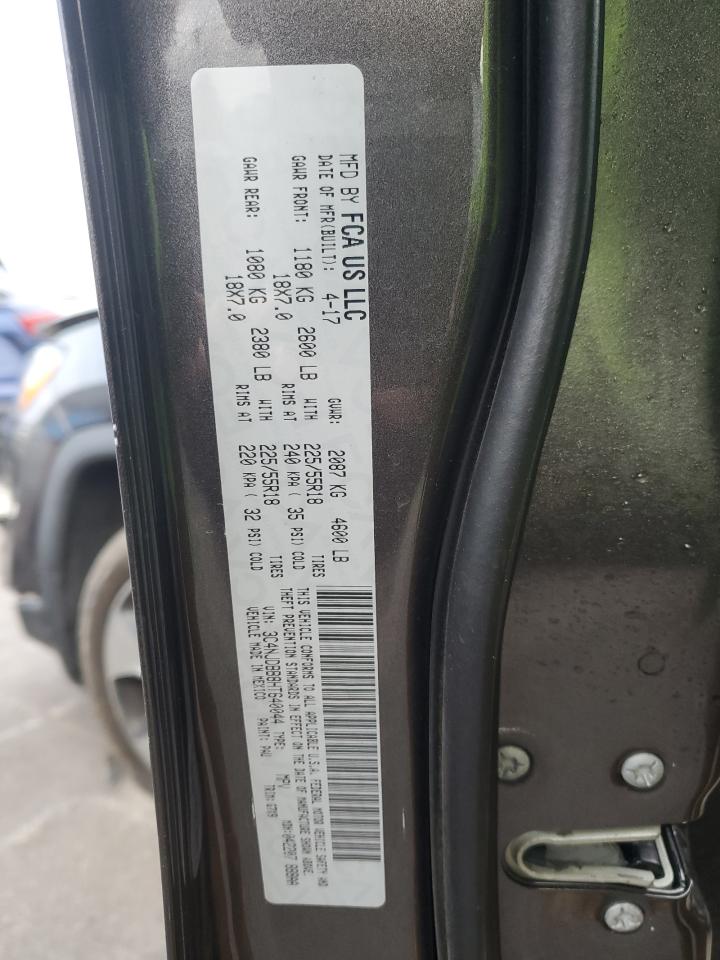 MFD BY FCA US LLC
DATE OF MFR(BUILT): 4-17 GVWR: 2087 KG 4600 LB
GAWR FRONT: 1180 KG 2600 LB WITH 225/55R18 TIRES
18X7.0 RIMS AT 240 KPA ( 35 PSI) COLD
GAWR REAR: 1080 KG 2380 LB WITH 225/55R18 TIRES
18X7.0 RIMS AT 220 KPA ( 32 PSI) COLD
THIS VEHICLE CONFORMS TO ALL APPLICABLE U.S.A. FEDERAL MOTOR VEHICLE SAFETY AND
THEFT PREVENTION STANDARDS IN EFFECT ON THE DATE OF MANUFACTURE SHOWN ABOVE.
VIN: 3C4NJDBB8HT640044 TYPE: MPV MDH:042207
VEHICLE MADE IN MEXICO PAINT: PAU TRIM: